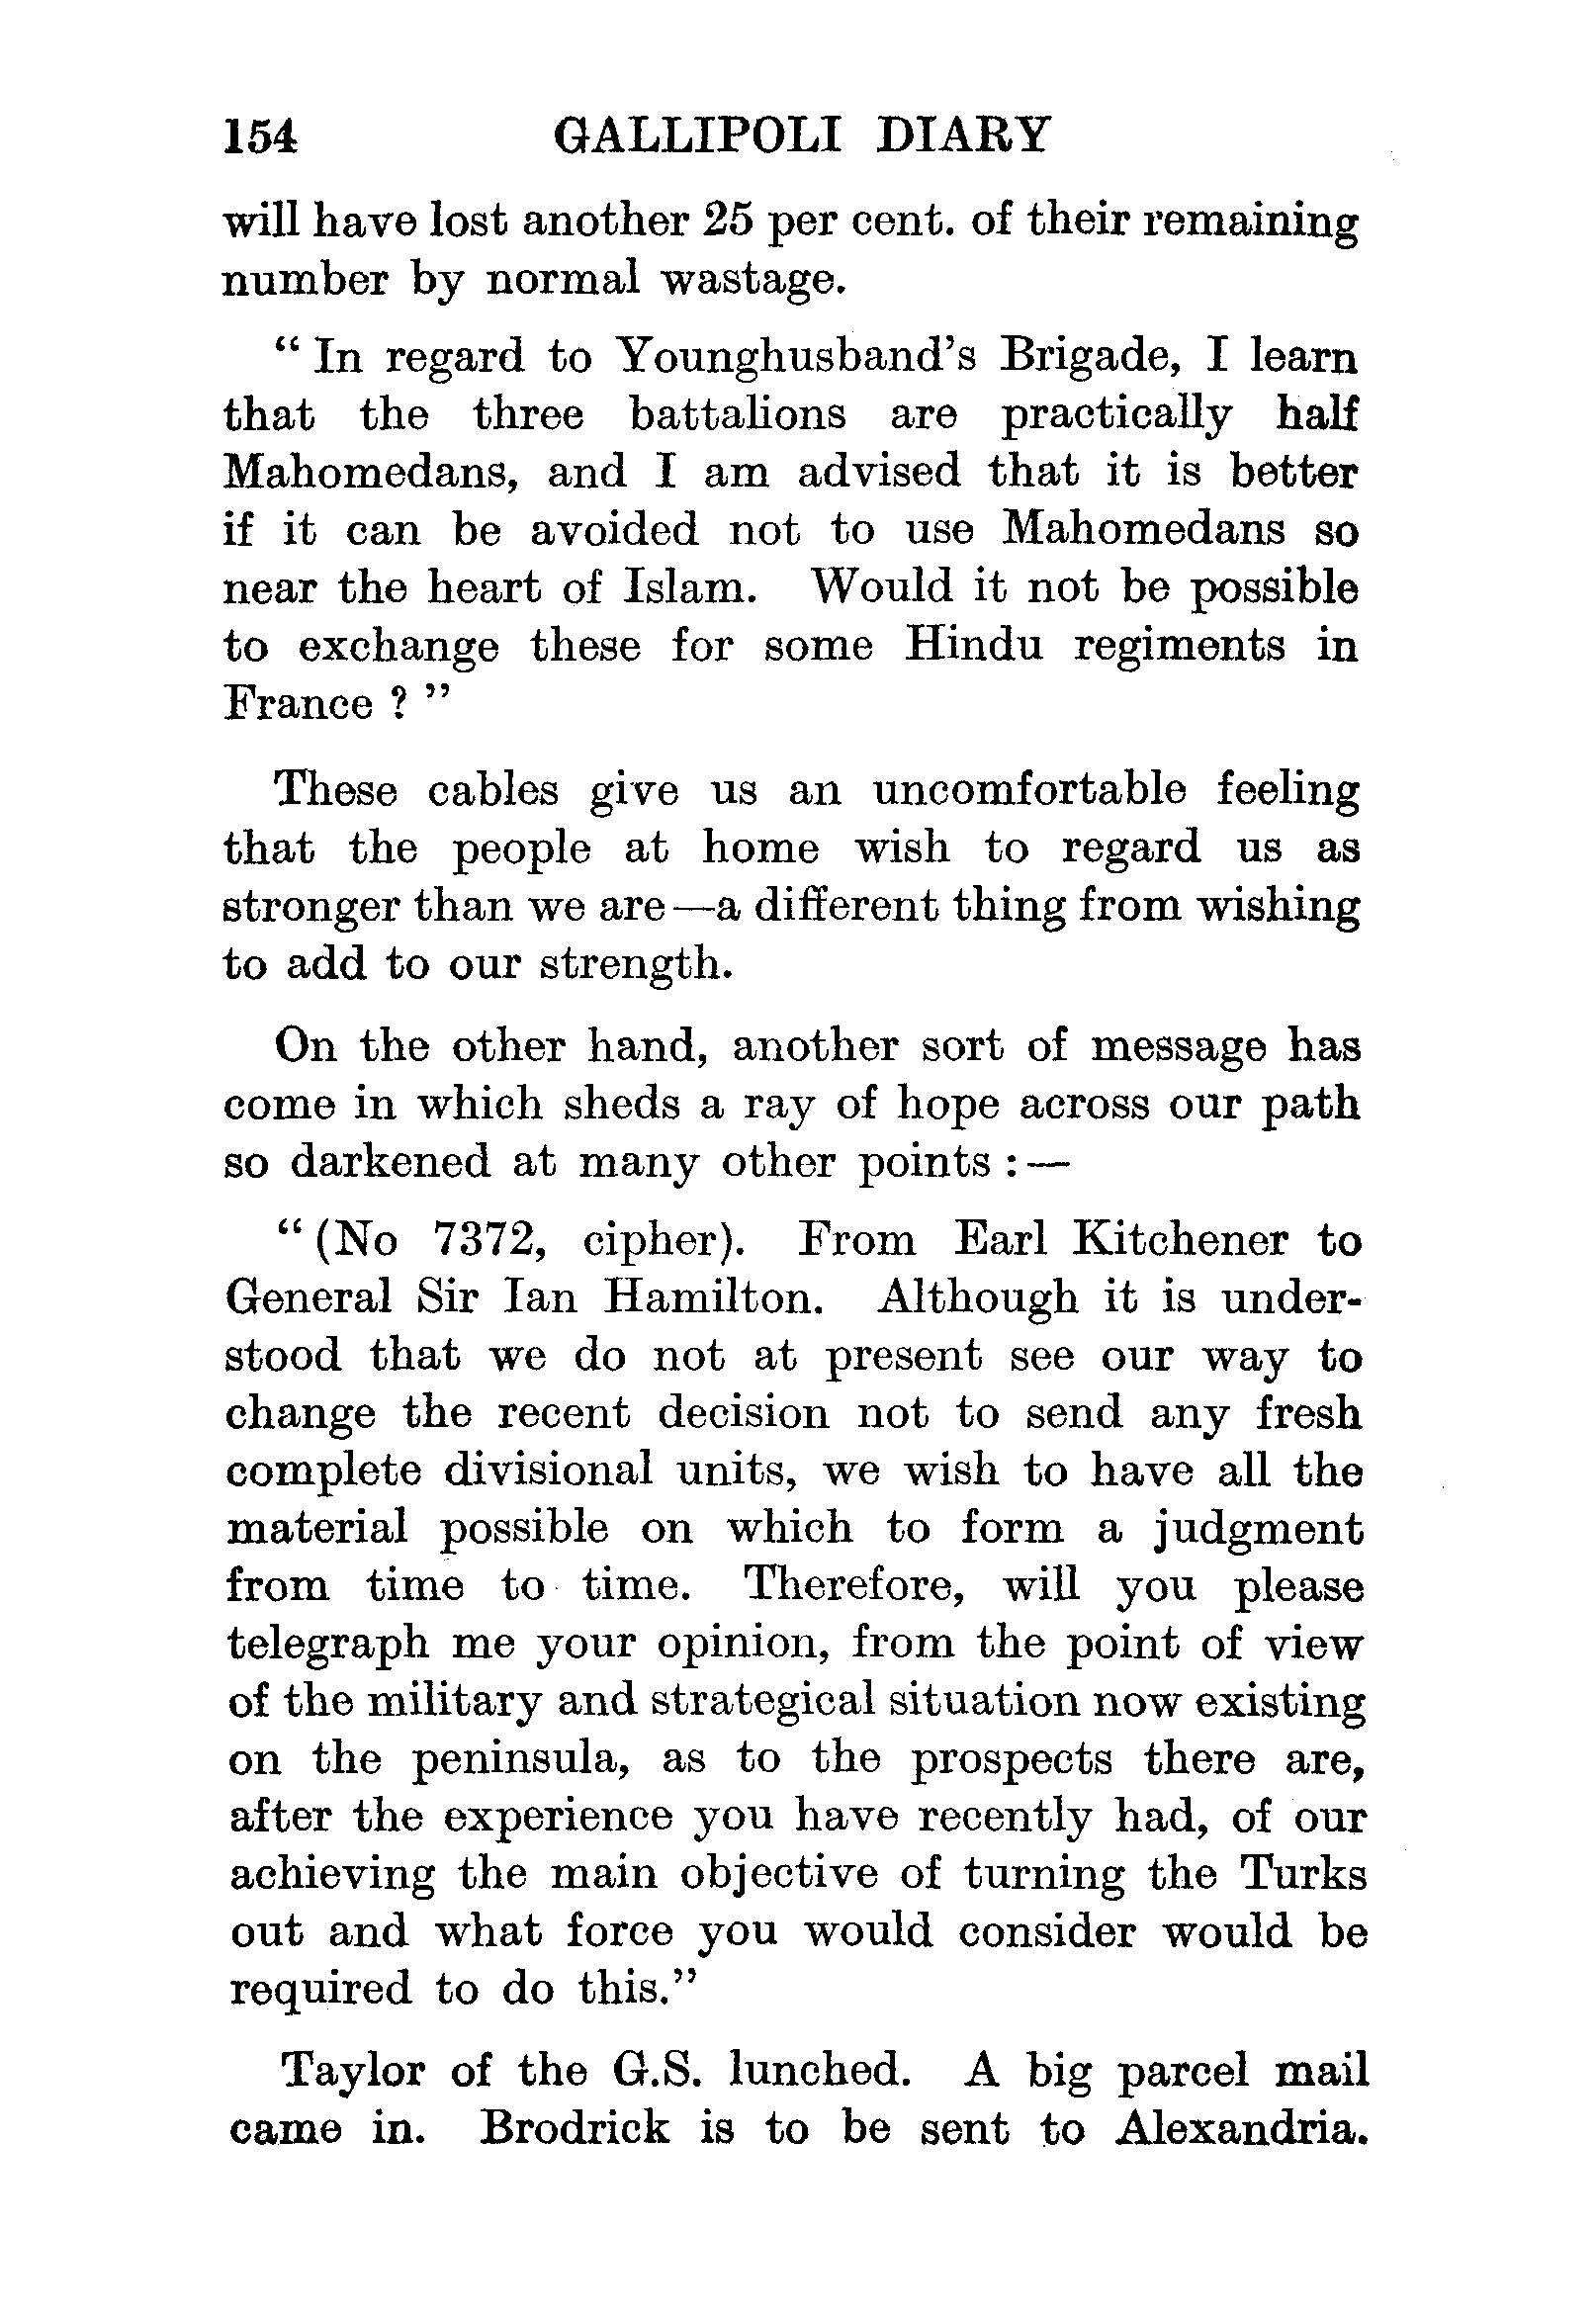 154 GALLIPOLI DIARY
will have lost another 25 per cent. of their remaining
number by normal wastage.
“ In regard to Younghusband’s Brigade, I learn
that the three battalions are practically half
Mahomedans, and I am advised that it is better
if it can be avoided not to use Mahomedans so
near the heart of Islam. Would it not be possible
to exchange these for some Hindu regiments in
France ? ”
These cables give us an uncomfortable feeling
that the people at home wish to regard us as
stronger than we are—a different thing from wishing
to add to our strength.
On the other hand, another sort of message has
come in which sheds a ray of hope across our path
so darkened at many other points :—
“ (No 7372, cipher). From Earl Kitchener to
General Sir Ian Hamilton. Although it is under-
stood that we do not at present see our way to
change the recent decision not to send any fresh
complete divisional units, we wish to have all the
material possible on which to form a judgment
from time to time. Therefore, will you please
telegraph me your opinion, from the point of view
of the military and strategical situation now existing
on the peninsula, as to the prospects there are,
after the experience you have recently had, of our
achieving the main objective of turning the Turks
out and what force you would consider would be
required to do this.”
Taylor of the G.S. lunched. A big parcel mail
came in. Brodrick is to be sent to Alexandria.